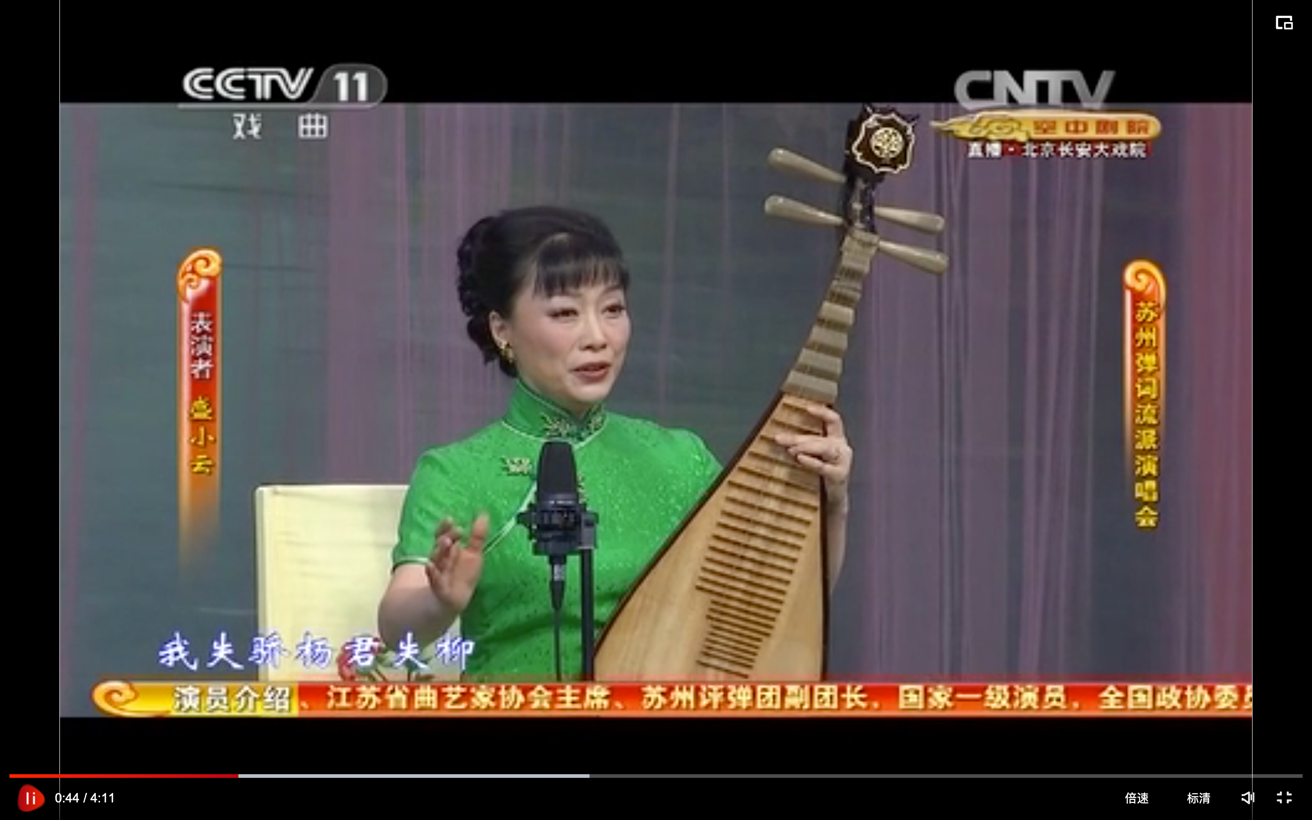 CCTV 11
戏 曲
CNTV
空中剧院
直播·北京长安大戏院
表演者 盛小云
苏州弹词流派演唱会
我失骄杨君失柳
演员介绍 、江苏省曲艺家协会主席、苏州评弹团副团长，国家一级演员，全国政协委员
0:44 / 4:11
倍速
标清